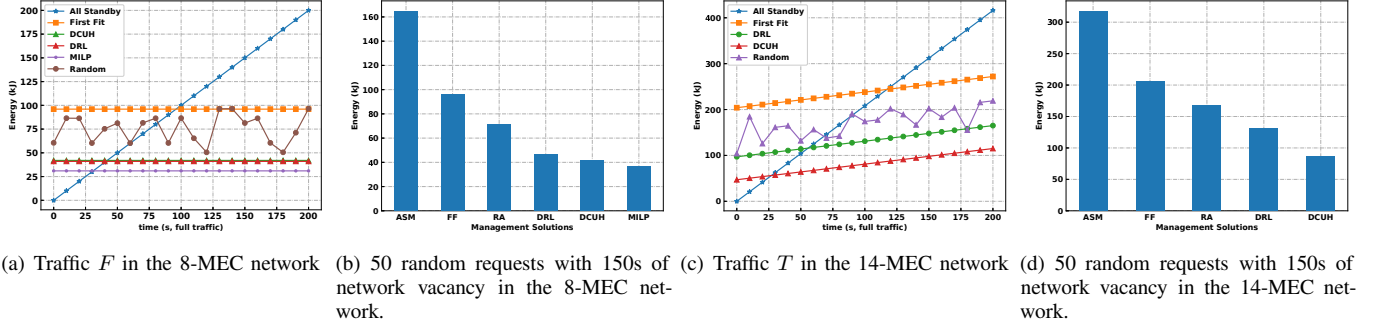 All Standby
First Fit
DCUH
DRL
MILP
Random
200
175
150
125
100
75
50
25
0
Energy (kJ)
0 25 50 75 100 125 150 175 200
time (s, full traffic)
(a) Traffic F in the 8-MEC network
160
140
120
100
80
60
40
20
0
Energy (kJ)
ASM FF RA DRL DCUH MILP
Management Solutions
(b) 50 random requests with 150s of
network vacancy in the 8-MEC net-
work.
All Standby
First Fit
DRL
DCUH
Random
400
300
200
100
0
Energy (kJ)
0 25 50 75 100 125 150 175 200
time (s, full traffic)
(c) Traffic T in the 14-MEC network
300
250
200
150
100
50
0
Energy (kJ)
ASM FF RA DRL DCUH
Management Solutions
(d) 50 random requests with 150s of
network vacancy in the 14-MEC net-
work.